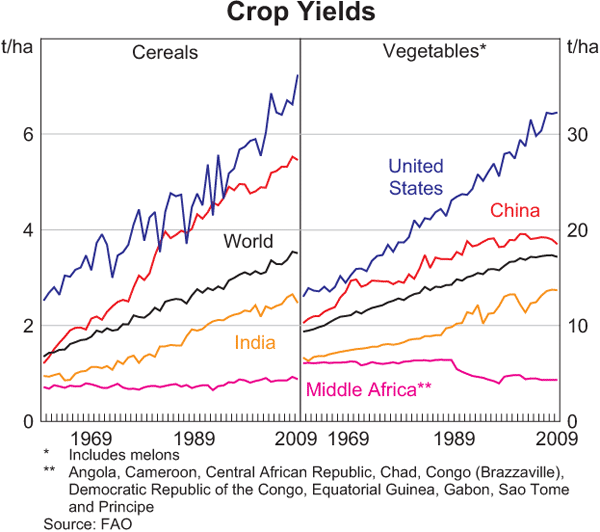 Crop Yields
t/ha
t/ha
Cereals
Vegetables*
6
30
United
States
China
4
20
World
India
2
10
Middle Africa**
0
0
1969
1989
2009
1969
1989
2009
* Includes melons
** Angola, Cameroon, Central African Republic, Chad, Congo (Brazzaville),
Democratic Republic of the Congo, Equatorial Guinea, Gabon, Sao Tome
and Principe
Source: FAO